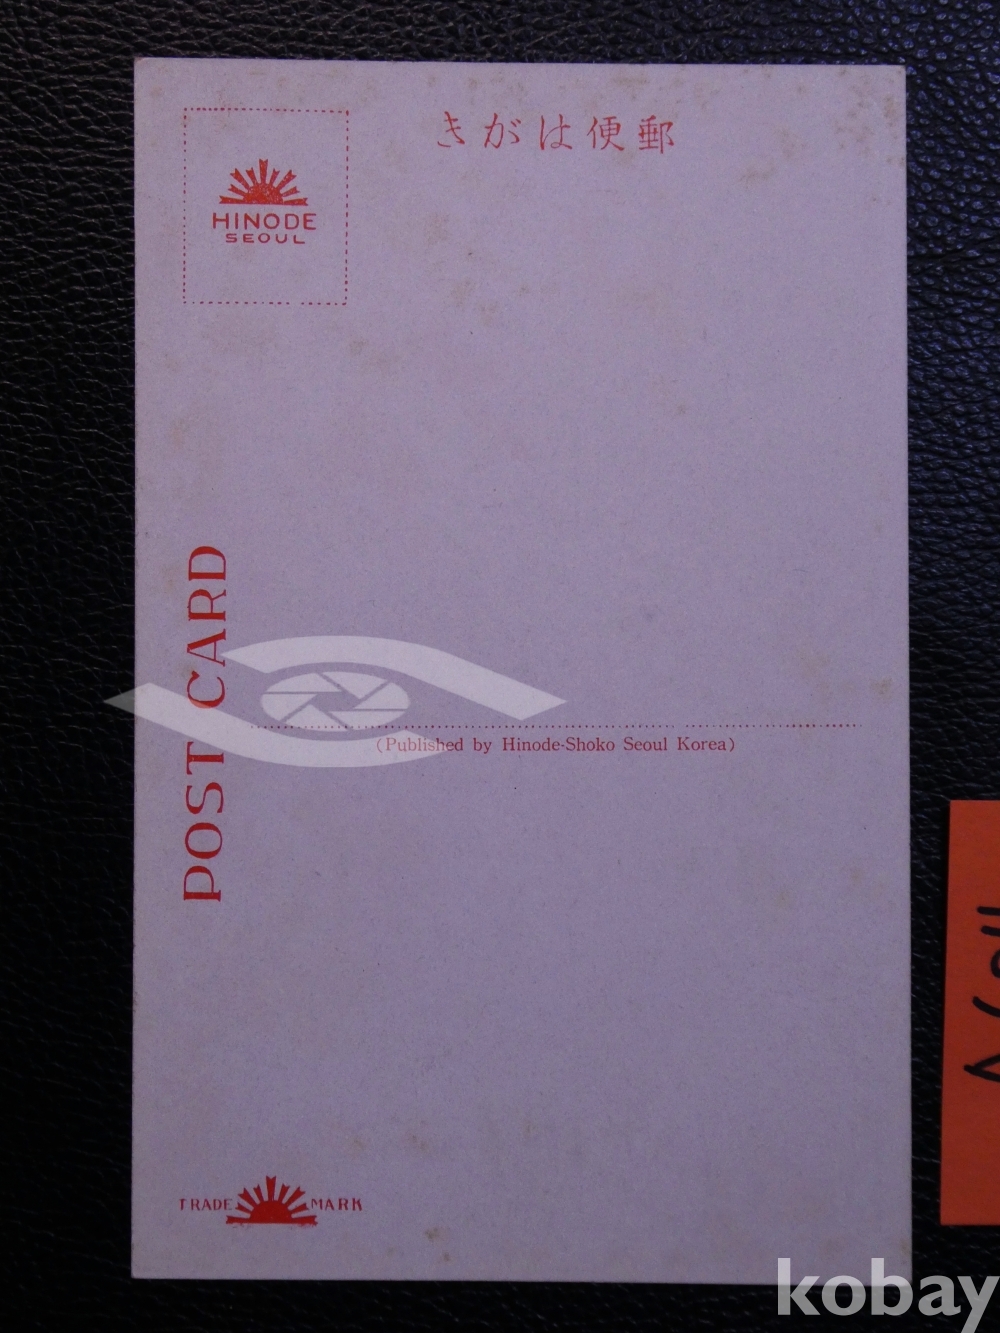 きがは便郵
HINODE
SEOUL
POST CARD
(Published by Hinode-Shoko Seoul Korea)
TRADE MARK
kobay